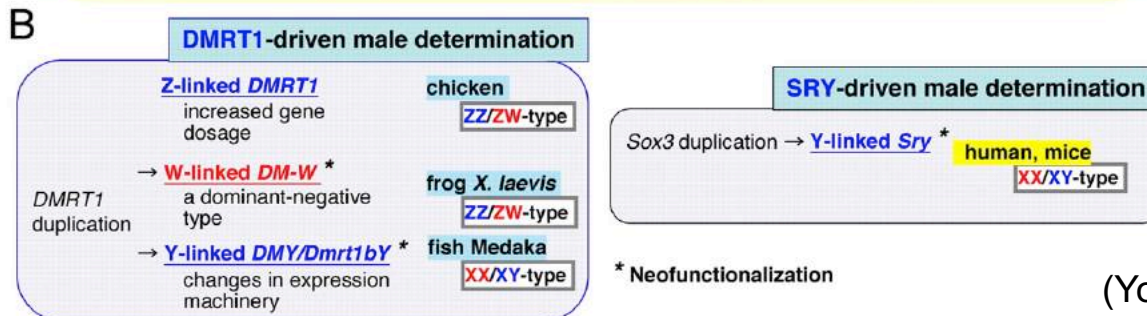 B
DMRT1-driven male determination
Z-linked DMRT1
increased gene
dosage
chicken
ZZ/ZW-type
DMRT1
duplication
→ W-linked DM-W *
a dominant-negative
type
frog X. laevis
ZZ/ZW-type
→ Y-linked DMY/Dmrt1bY *
changes in expression
machinery
fish Medaka
XX/XY-type
SRY-driven male determination
Sox3 duplication → Y-linked Sry *
human, mice
XX/XY-type
* Neofunctionalization
(Yo